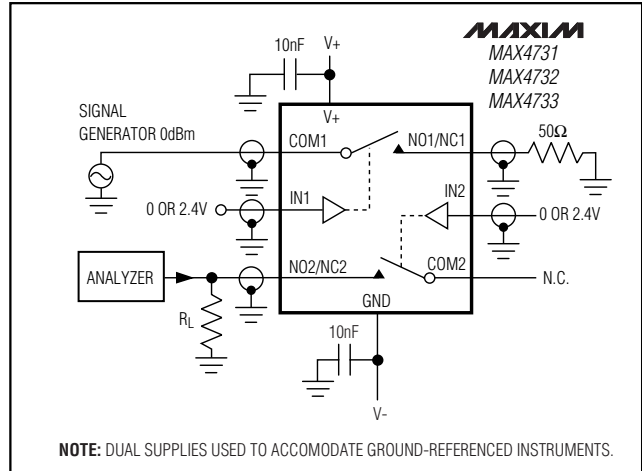 MAXIM
MAX4731
MAX4732
MAX4733
10nF
V+
V+
SIGNAL
GENERATOR 0dBm
COM1
NO1/NC1
50Ω
IN1
IN2
0 OR 2.4V
0 OR 2.4V
ANALYZER
NO2/NC2
COM2
N.C.
RL
GND
10nF
V-
NOTE: DUAL SUPPLIES USED TO ACCOMODATE GROUND-REFERENCED INSTRUMENTS.